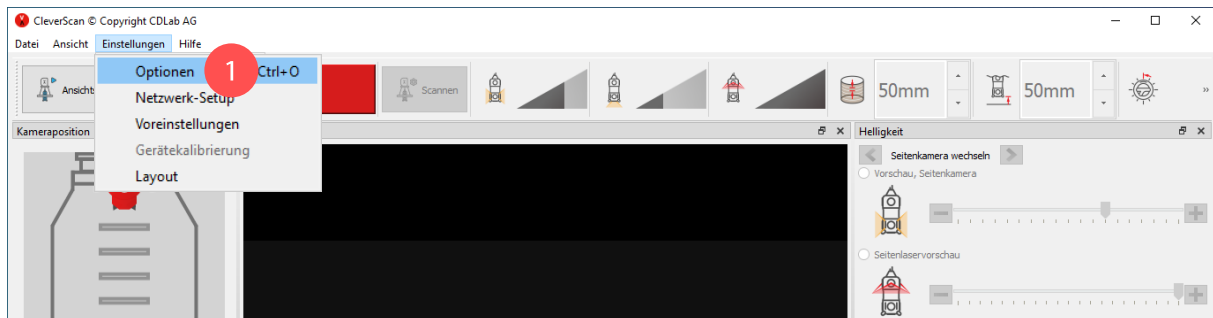 CleverScan © Copyright CDLab AG
Datei Ansicht Einstellungen Hilfe
Optionen 1 Ctrl+O
Netzwerk-Setup
Voreinstellungen
Gerätekalibrierung
Layout
Ansicht
Scannen
50mm
50mm
»
Kameraposition
Helligkeit
Seitenkamera wechseln
Vorschau, Seitenkamera
Seitenlaservorschau